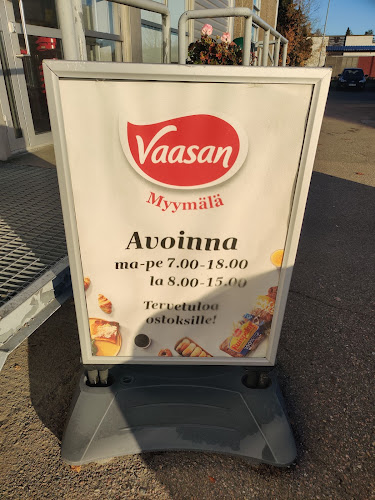 Vaasan
Myymälä
Avoinna
ma-pe 7.00-18.00
la 8.00-15.00
Tervetuloa
ostoksille!